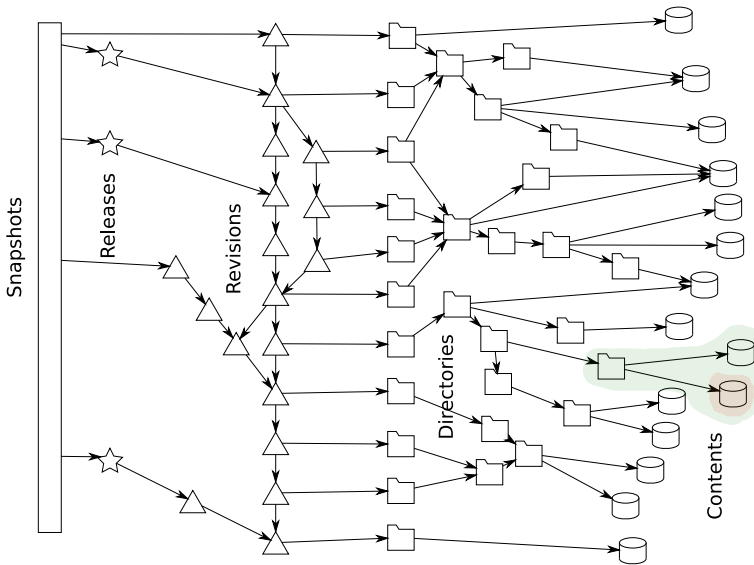 Snapshots
Releases
Revisions
Directories
Contents